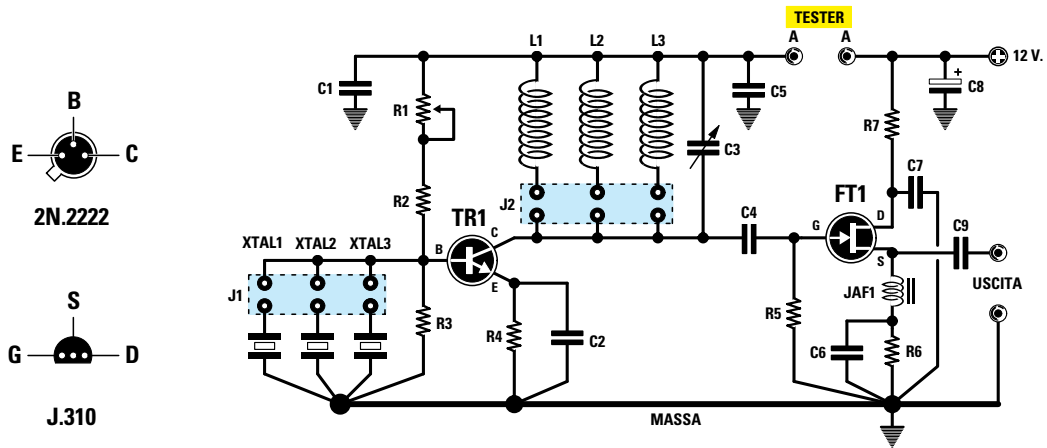 TESTER
A
A
L1
L2
L3
12 V.
+
C8
C1
C5
R1
B
R7
C3
E
C
C7
2N.2222
R2
J2
FT1
TR1
C4
D
C
G
C9
XTAL1
XTAL2
XTAL3
B
S
E
J1
USCITA
JAF1
S
R3
R5
R4
C2
C6
R6
G
D
J.310
MASSA